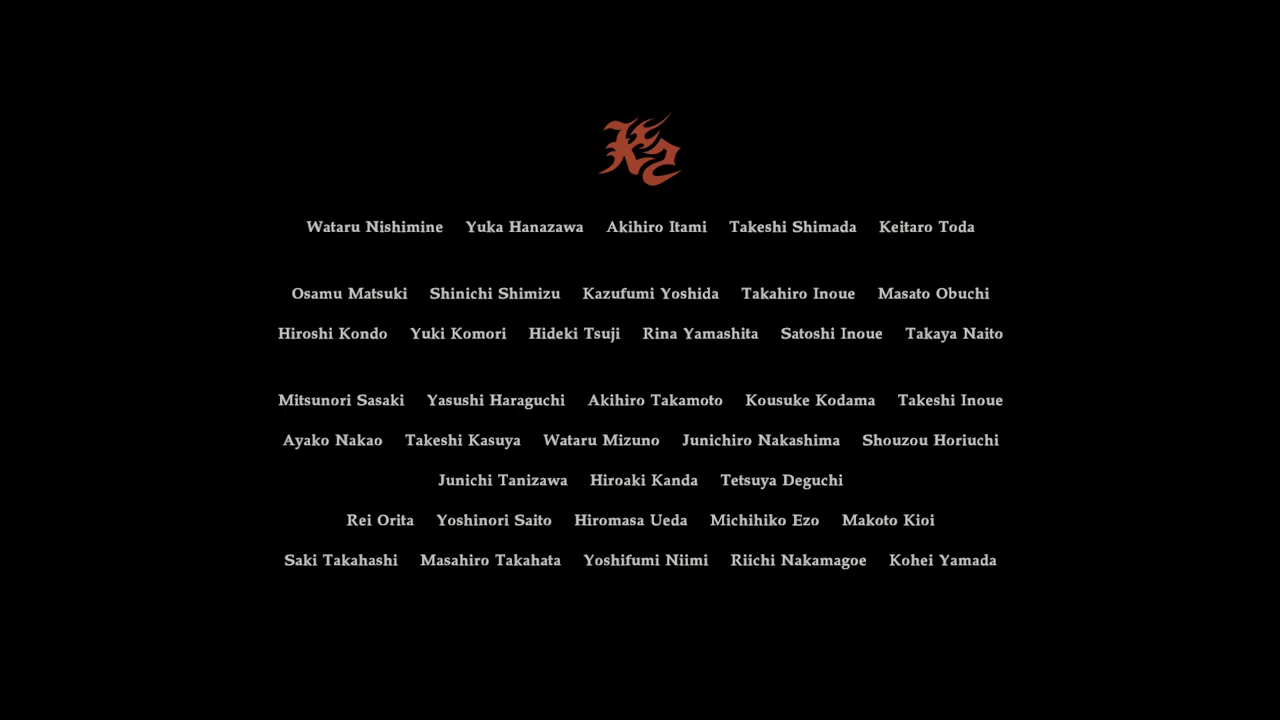 K2
Wataru Nishimine Yuka Hanazawa Akihiro Itami Takeshi Shimada Keitaro Toda
Osamu Matsuki Shinichi Shimizu Kazufumi Yoshida Takahiro Inoue Masato Obuchi
Hiroshi Kondo Yuki Komori Hideki Tsuji Rina Yamashita Satoshi Inoue Takaya Naito
Mitsunori Sasaki Yasushi Haraguchi Akihiro Takamoto Kousuke Kodama Takeshi Inoue
Ayako Nakao Takeshi Kasuya Wataru Mizuno Junichiro Nakashima Shouzou Horiuchi
Junichi Tanizawa Hiroaki Kanda Tetsuya Deguchi
Rei Orita Yoshinori Saito Hiromasa Ueda Michihiko Ezo Makoto Kioi
Saki Takahashi Masahiro Takahata Yoshifumi Niimi Riichi Nakamagoe Kohei Yamada